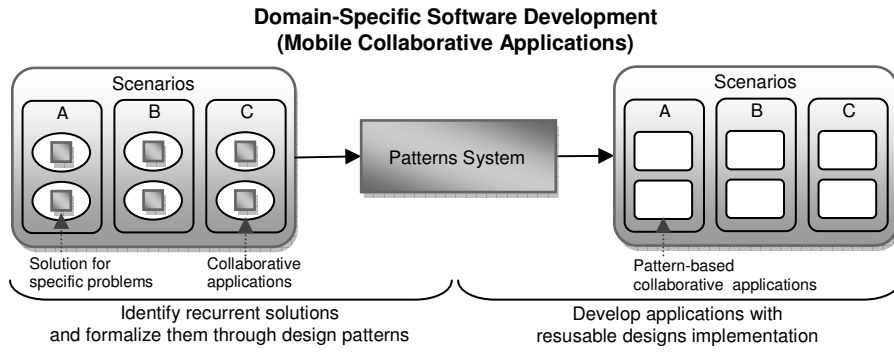 Domain-Specific Software Development
(Mobile Collaborative Applications)
Scenarios
A
B
C
Patterns System
Scenarios
A
B
C
Solution for
specific problems
Collaborative
applications
Pattern-based
collaborative applications
Identify recurrent solutions
and formalize them through design patterns
Develop applications with
resusable designs implementation